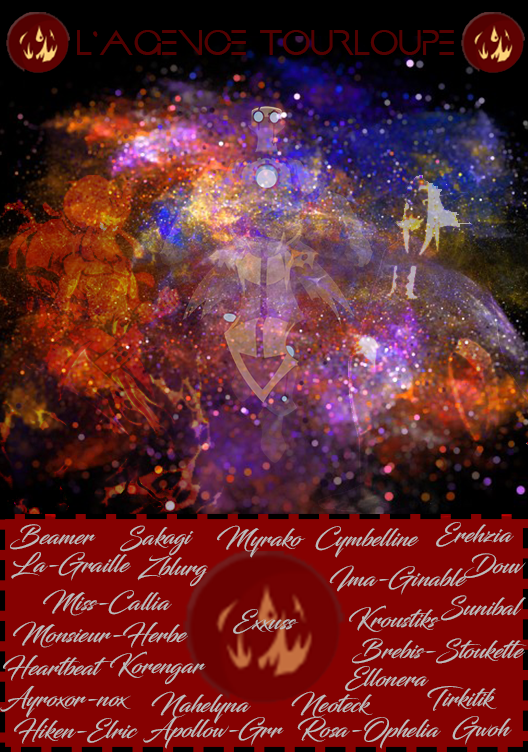 L'AGENCE TOURLOUPE
Beamer Sakagi Myrako Cymbelline Erehzia
La-Graille Zblurg Ima-Ginable Douw
Miss-Callia Exxuss Kroustiks Sunibal
Monsieur-Herbe Brebis-Stoukette
Heartbeat Korengar Ellonera
Ayroxor-nox Nahelyna Neoteck Tirkitik
Hiken-Elric Apollow-Grr Rosa-Ophelia Gwoh